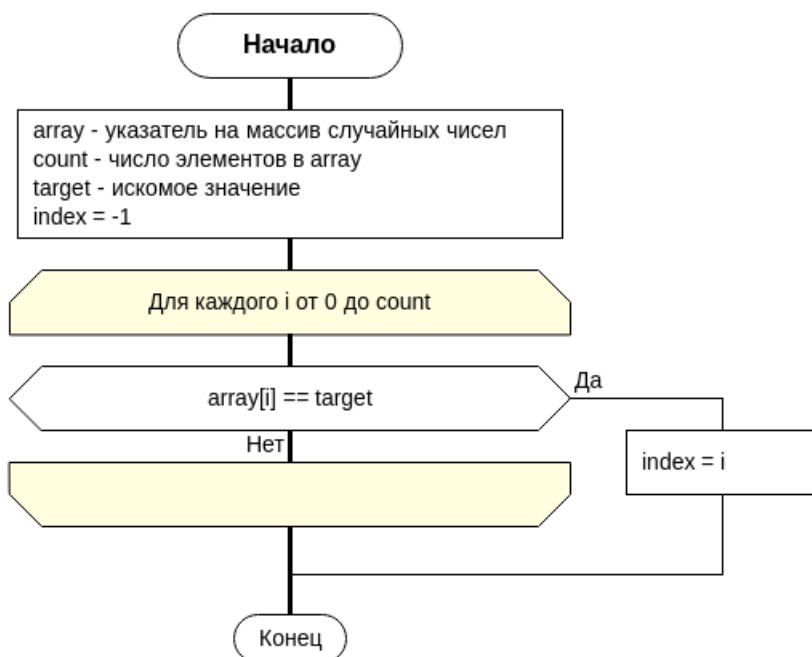 Начало
array - указатель на массив случайных чисел
count - число элементов в array
target - искомое значение
index = -1
Для каждого i от 0 до count
array[i] == target
Да
Нет
index = i
Конец